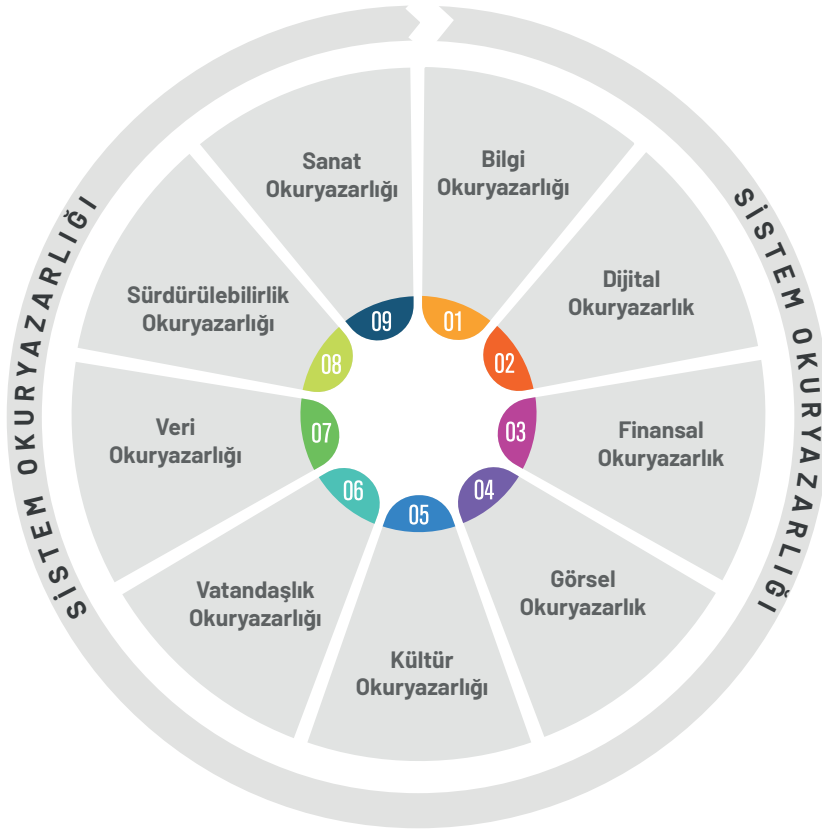 SİSTEM OKURYAZARLIĞI
SİSTEM OKURYAZARLIĞI
01
Bilgi
Okuryazarlığı
02
Dijital
Okuryazarlık
03
Finansal
Okuryazarlık
04
Görsel
Okuryazarlık
05
Kültür
Okuryazarlığı
06
Vatandaşlık
Okuryazarlığı
07
Veri
Okuryazarlığı
08
Sürdürülebilirlik
Okuryazarlığı
09
Sanat
Okuryazarlığı